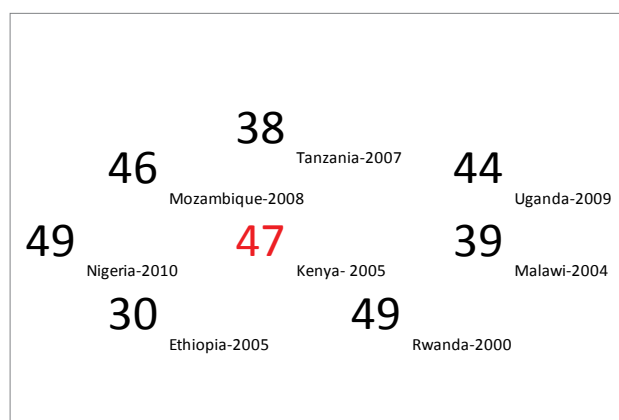 38
Tanzania-2007
46
Mozambique-2008
44
Uganda-2009
49
Nigeria-2010
47
Kenya- 2005
39
Malawi-2004
30
Ethiopia-2005
49
Rwanda-2000